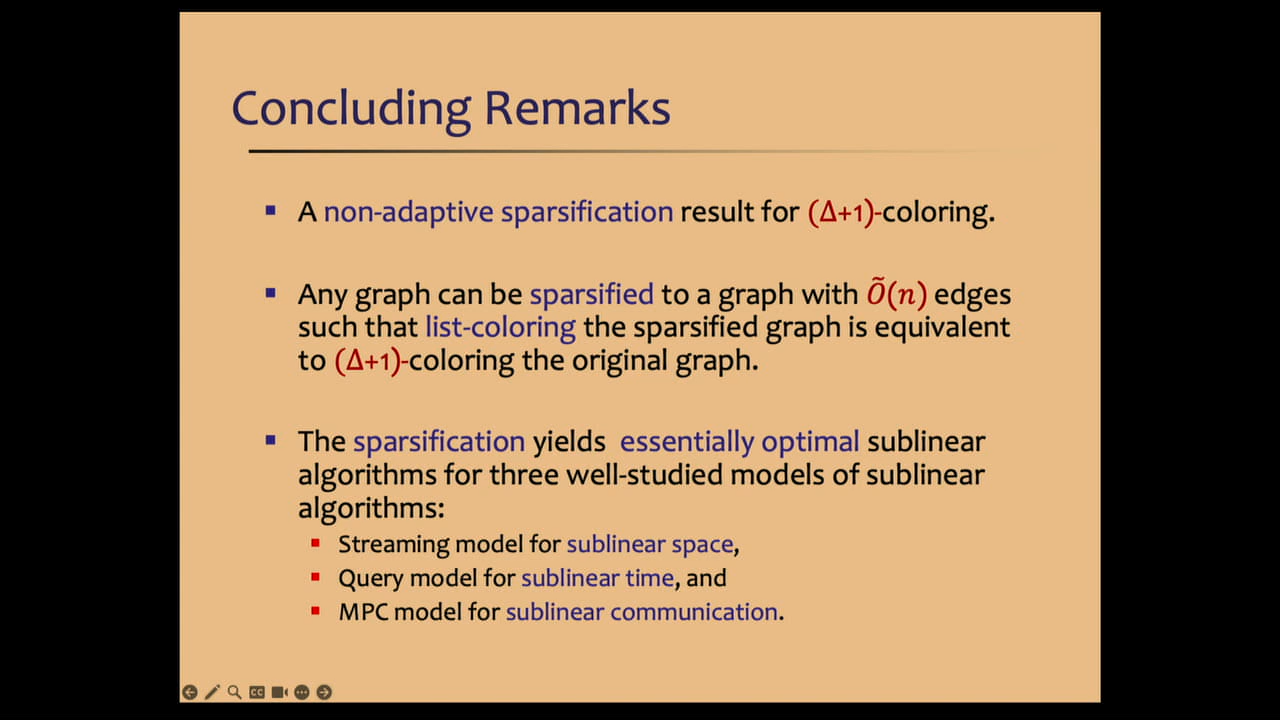 Concluding Remarks
▪ A non-adaptive sparsification result for (Δ+1)-coloring.
▪ Any graph can be sparsified to a graph with Õ(n) edges
such that list-coloring the sparsified graph is equivalent
to (Δ+1)-coloring the original graph.
▪ The sparsification yields essentially optimal sublinear
algorithms for three well-studied models of sublinear
algorithms:
▪ Streaming model for sublinear space,
▪ Query model for sublinear time, and
▪ MPC model for sublinear communication.
CC